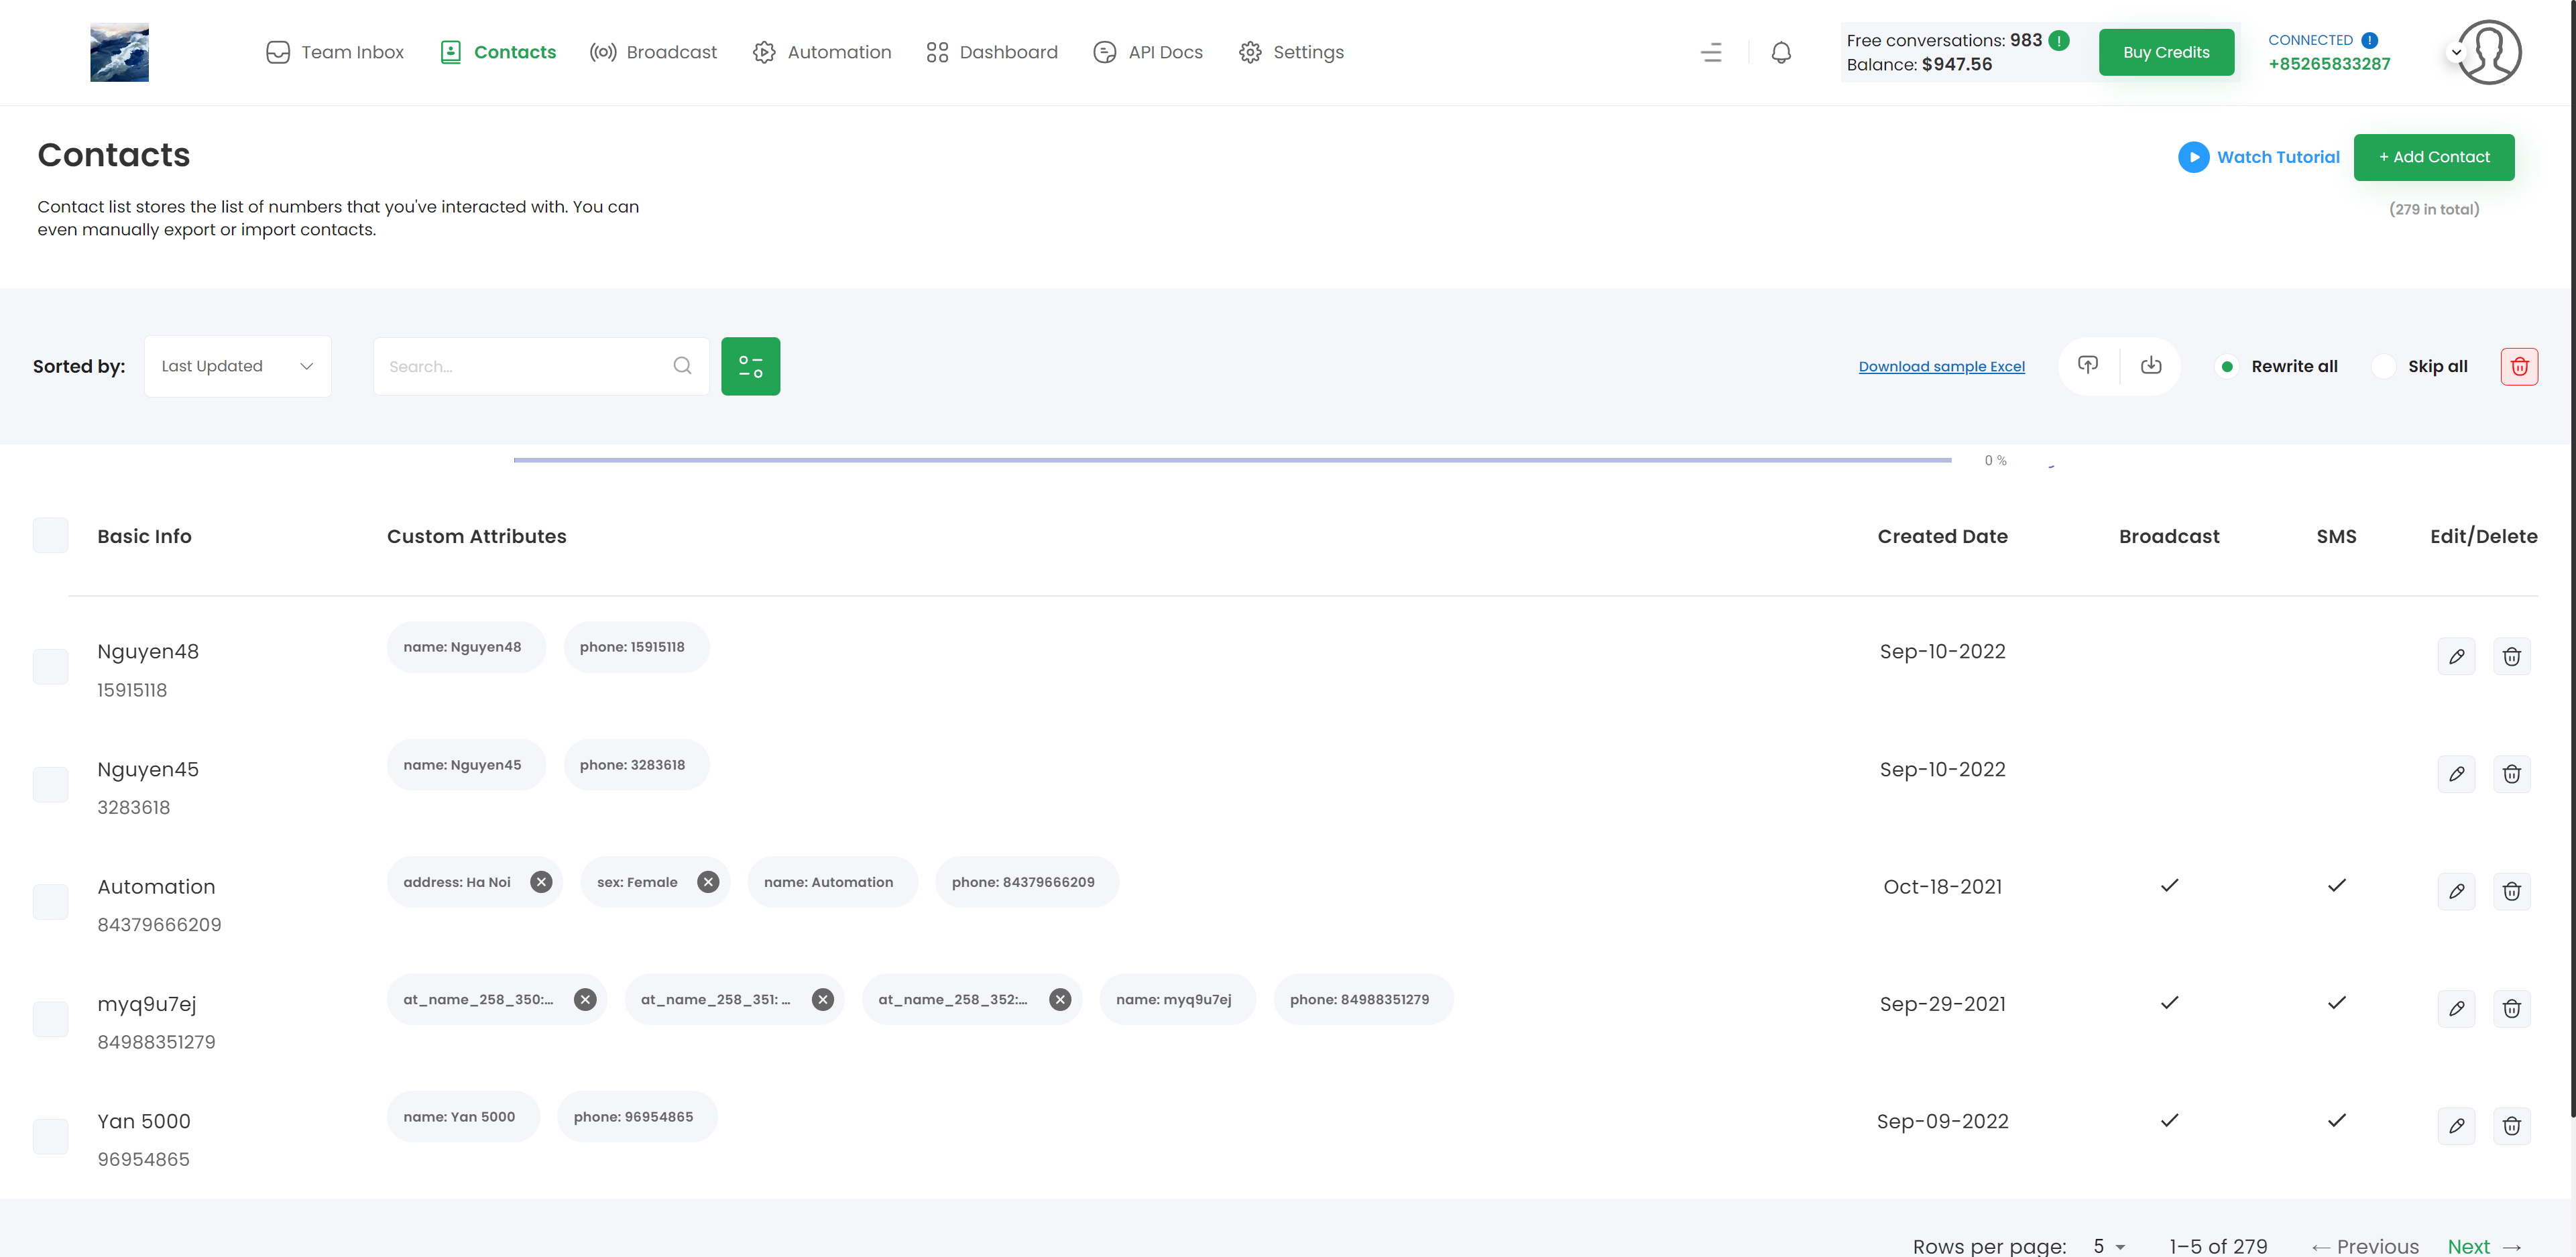 Team Inbox
Contacts
Broadcast
Automation
Dashboard
API Docs
Settings
Free conversations: 983
Balance: $947.56
Buy Credits
CONNECTED
+85265833287
Contacts
Watch Tutorial
+ Add Contact
Contact list stores the list of numbers that you've interacted with. You can
even manually export or import contacts.
(279 in total)
Sorted by:
Last Updated
Search...
Download sample Excel
Rewrite all
Skip all
0 %
Basic Info
Custom Attributes
Created Date
Broadcast
SMS
Edit/Delete
Nguyen48
15915118
name: Nguyen48
phone: 15915118
Sep-10-2022
Nguyen45
3283618
name: Nguyen45
phone: 3283618
Sep-10-2022
Automation
84379666209
address: Ha Noi
sex: Female
name: Automation
phone: 84379666209
Oct-18-2021
myq9u7ej
84988351279
at_name_258_350:...
at_name_258_351: ...
at_name_258_352:...
name: myq9u7ej
phone: 84988351279
Sep-29-2021
Yan 5000
96954865
name: Yan 5000
phone: 96954865
Sep-09-2022
Rows per page: 5
1–5 of 279
← Previous
Next →